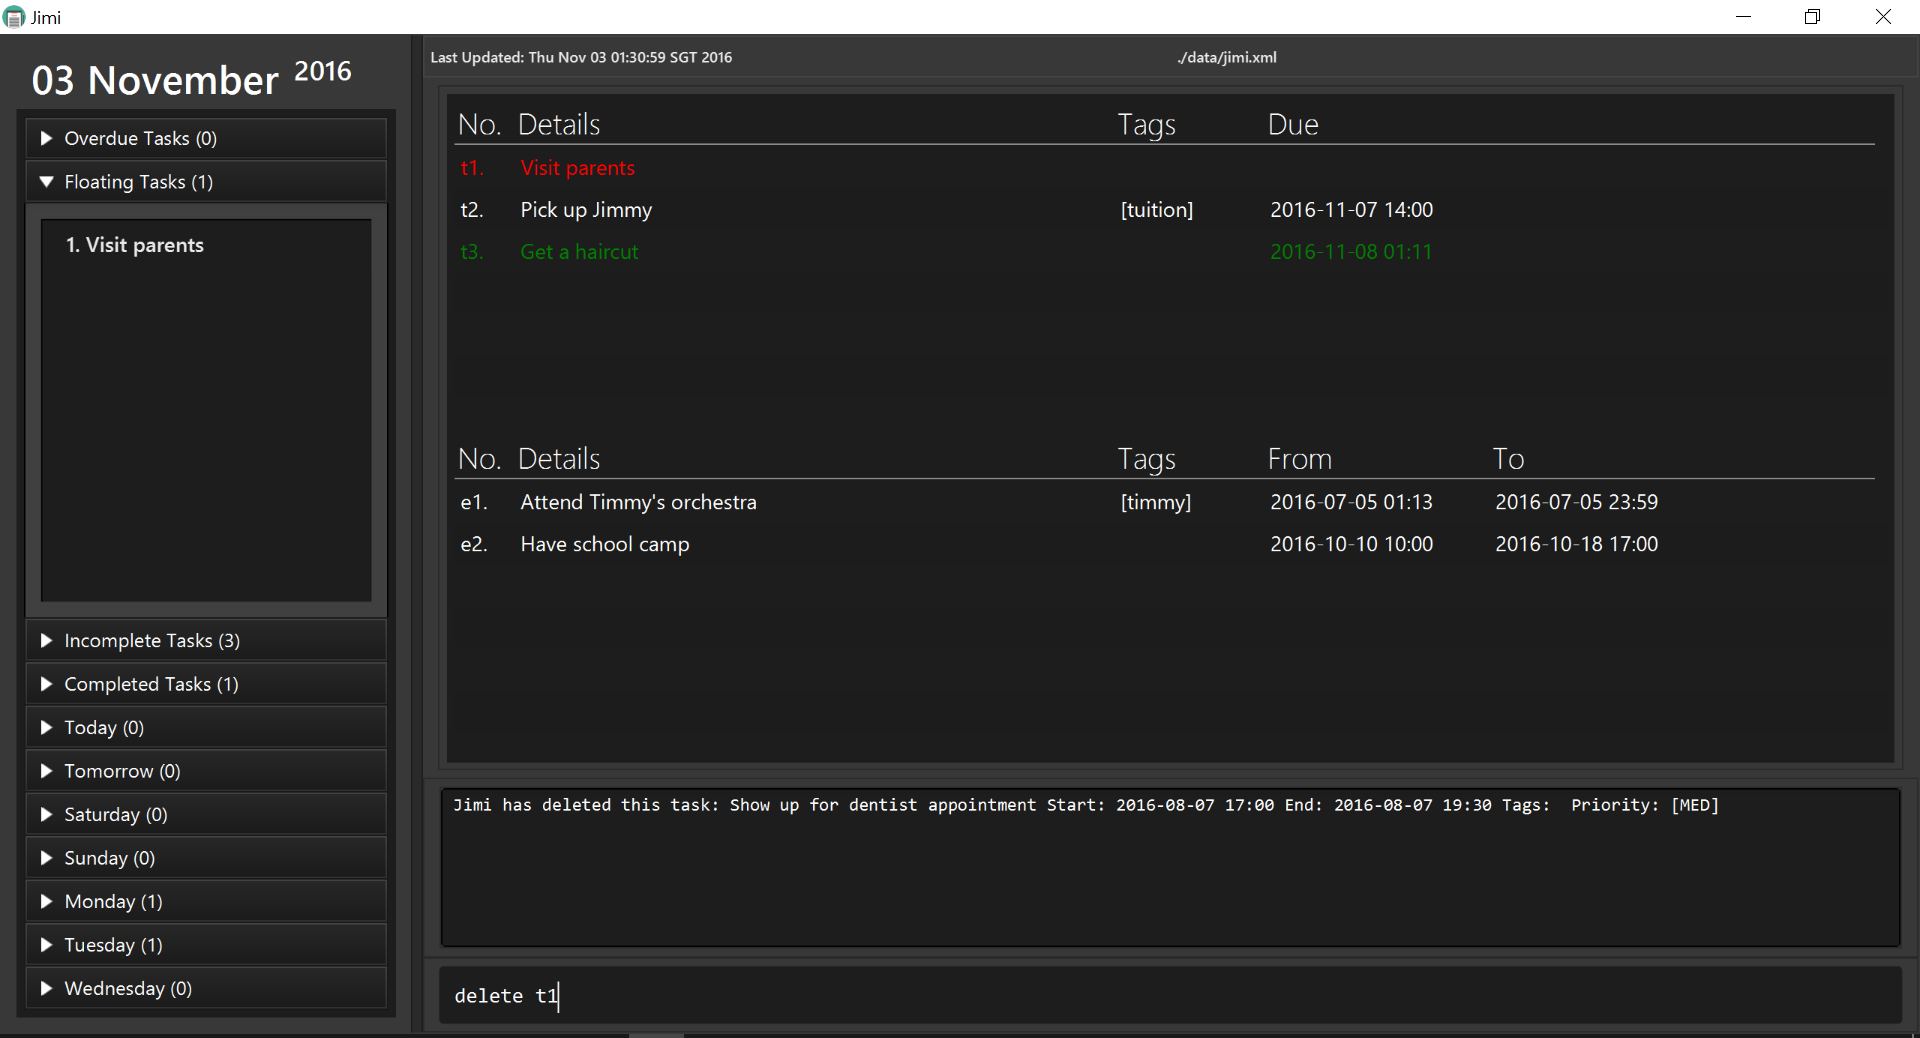 Jimi
03 November 2016
Overdue Tasks (0)
Floating Tasks (1)
1. Visit parents
Incomplete Tasks (3)
Completed Tasks (1)
Today (0)
Tomorrow (0)
Saturday (0)
Sunday (0)
Monday (1)
Tuesday (1)
Wednesday (0)
Last Updated: Thu Nov 03 01:30:59 SGT 2016 ./data/jimi.xml
No. Details Tags Due
t1. Visit parents
t2. Pick up Jimmy [tuition] 2016-11-07 14:00
t3. Get a haircut 2016-11-08 01:11
No. Details Tags From To
e1. Attend Timmy's orchestra [timmy] 2016-07-05 01:13 2016-07-05 23:59
e2. Have school camp 2016-10-10 10:00 2016-10-18 17:00
Jimi has deleted this task: Show up for dentist appointment Start: 2016-08-07 17:00 End: 2016-08-07 19:30 Tags:  Priority: [MED]
delete t1